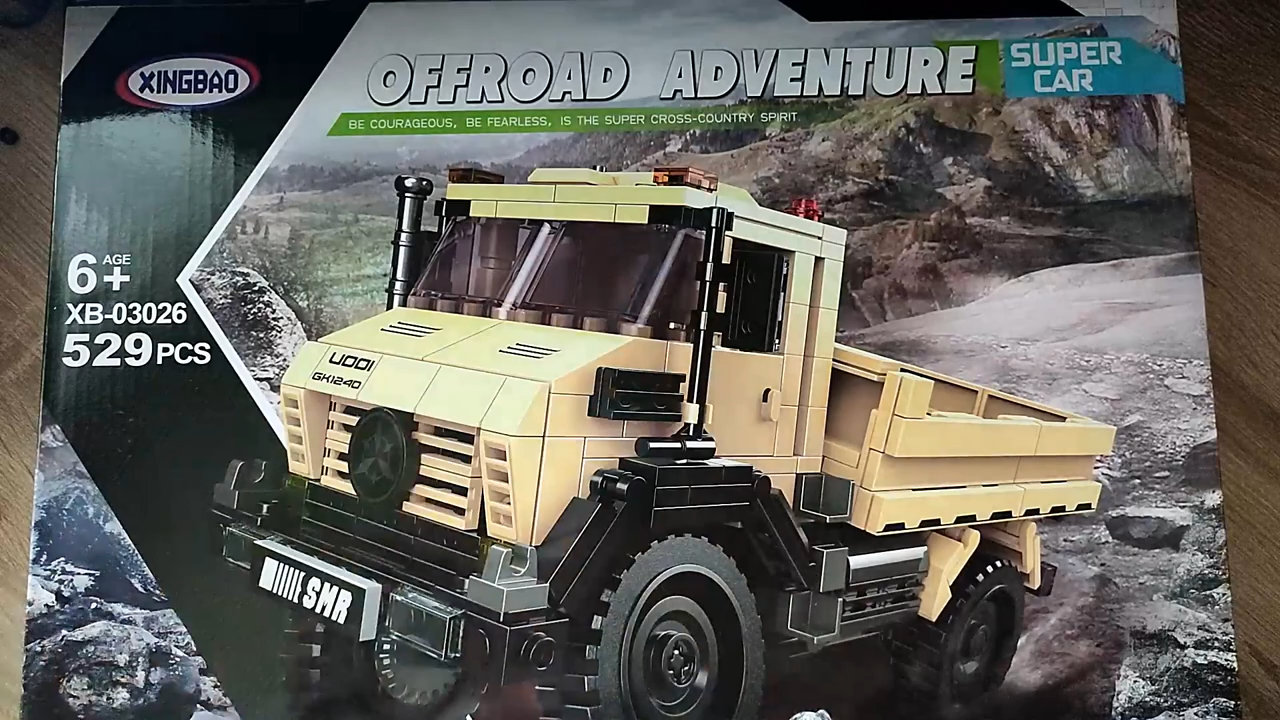 XINGBAO
OFFROAD ADVENTURE
SUPER
CAR
BE COURAGEOUS, BE FEARLESS, IS THE SUPER CROSS-COUNTRY SPIRIT.
6+ AGE
XB-03026
529 PCS
UODI
GK1240
SMR